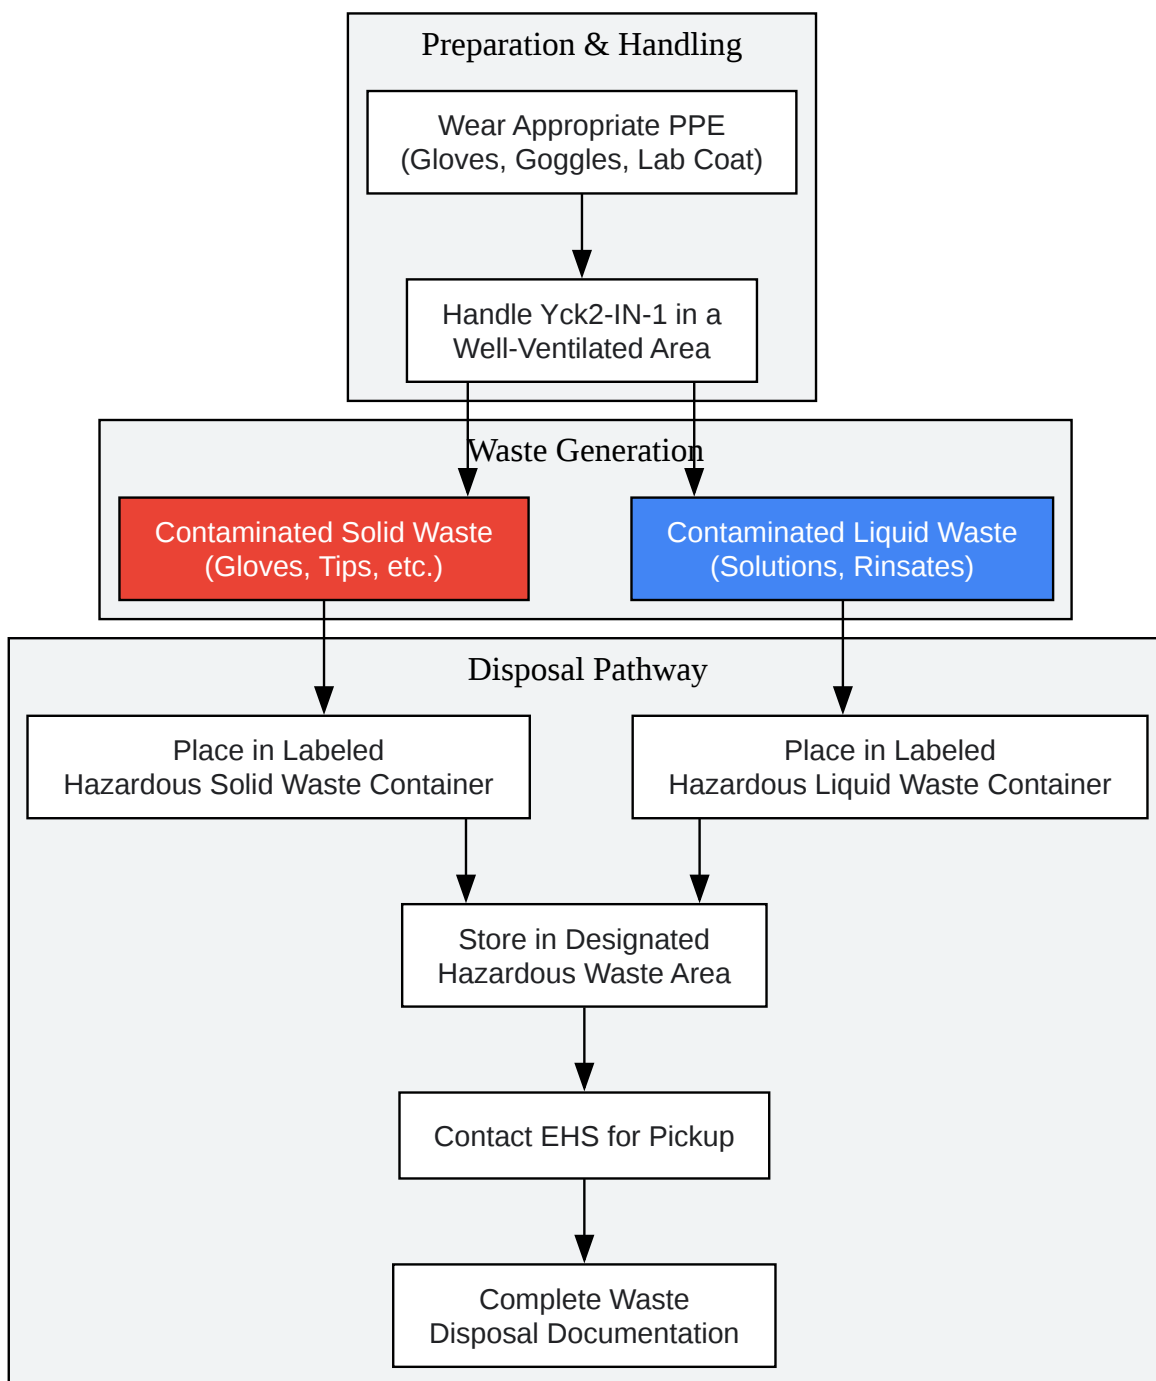 Preparation & Handling
Wear Appropriate PPE
(Gloves, Goggles, Lab Coat)
Handle Yck2-IN-1 in a
Well-Ventilated Area
Waste Generation
Contaminated Solid Waste
(Gloves, Tips, etc.)
Contaminated Liquid Waste
(Solutions, Rinsates)
Disposal Pathway
Place in Labeled
Hazardous Solid Waste Container
Place in Labeled
Hazardous Liquid Waste Container
Store in Designated
Hazardous Waste Area
Contact EHS for Pickup
Complete Waste
Disposal Documentation